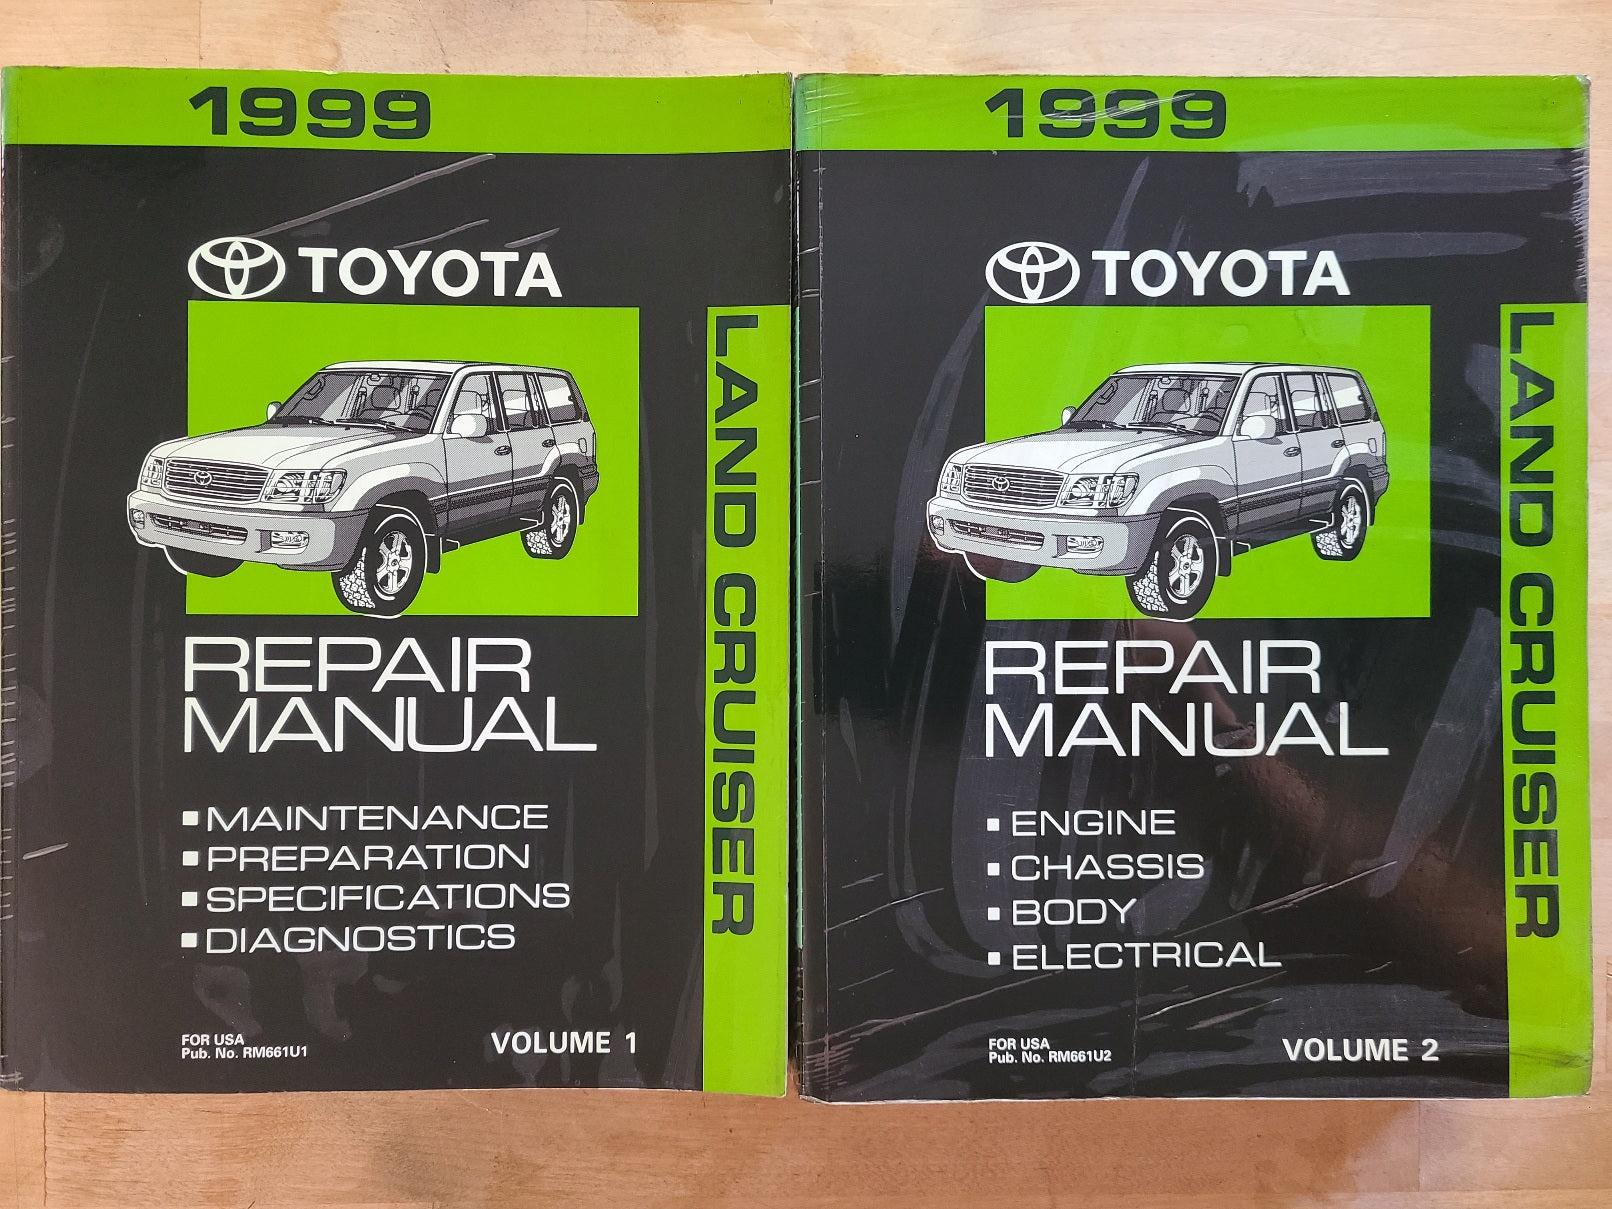 1999
TOYOTA
LAND CRUISER
REPAIR
MANUAL
▪MAINTENANCE
▪PREPARATION
▪SPECIFICATIONS
▪DIAGNOSTICS
FOR USA
Pub. No. RM661U1
VOLUME 1
1999
TOYOTA
LAND CRUISER
REPAIR
MANUAL
▪ENGINE
▪CHASSIS
▪BODY
▪ELECTRICAL
FOR USA
Pub. No. RM661U2
VOLUME 2